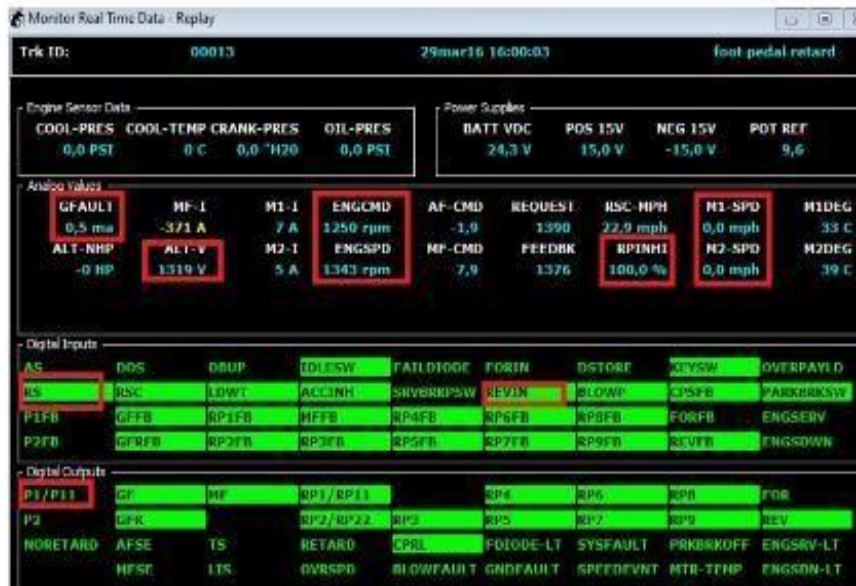 Monitor Real Time Data - Replay
Trk ID: 00013 29mar16 16:00:03 foot pedal retard
Engine Sensor Data Power Supplies
COOL-PRES COOL-TEMP CRANK-PRES OIL-PRES BATT VDC POS 15V NEG 15V POT REF
0,0 PSI 0 C 0,0 "H20 0,0 PSI 24,3 V 15,0 V -15,0 V 9,6
Analog Values
GFAULT MF-I M1-I ENGCMD AF-CMD REQUEST RSC-MPH M1-SPD M1DEG
0,5 ma -371 A 7 A 1250 rpm -1,9 1390 22,9 mph 0,0 mph 33 C
ALT-NHP ALT-V M2-I ENGSPD MF-CMD FEEDBK RPINHI M2-SPD M2DEG
-0 HP 1319 V 5 A 1343 rpm 7,9 1376 100,0 % 0,0 mph 39 C
Digital Inputs
AS DOS DBUP IDLESW FAILDIODE FORIN DSTORE KEYSW OVERPAYLD
RS RSC LOWT ACCINH SRVBRKPSW REVIN BLOWP CPSFB PARKBRKSW
P1FB GFFB RP1FB MFFB RP4FB RP6FB RP8FB FORFB ENGSERV
P2FB GFRFB RP2FB RP3FB RP5FB RP7FB RP9FB REVFB ENGSDWN
Digital Outputs
P1/P11 GF MF RP1/RP11 RP4 RP6 RP8 FOR
P2 GFR RP2/RP22 RP3 RP5 RP7 RP9 REV
NORETARD AFSE TS RETARD CPRL FDIODE-LT SYSFAULT PRKBRKOFF ENGSRV-LT
MFSE LTS OVRSPD BLOWFAULT GNDFAULT SPEEDEVNT MTR-TEMP ENGSDN-LT